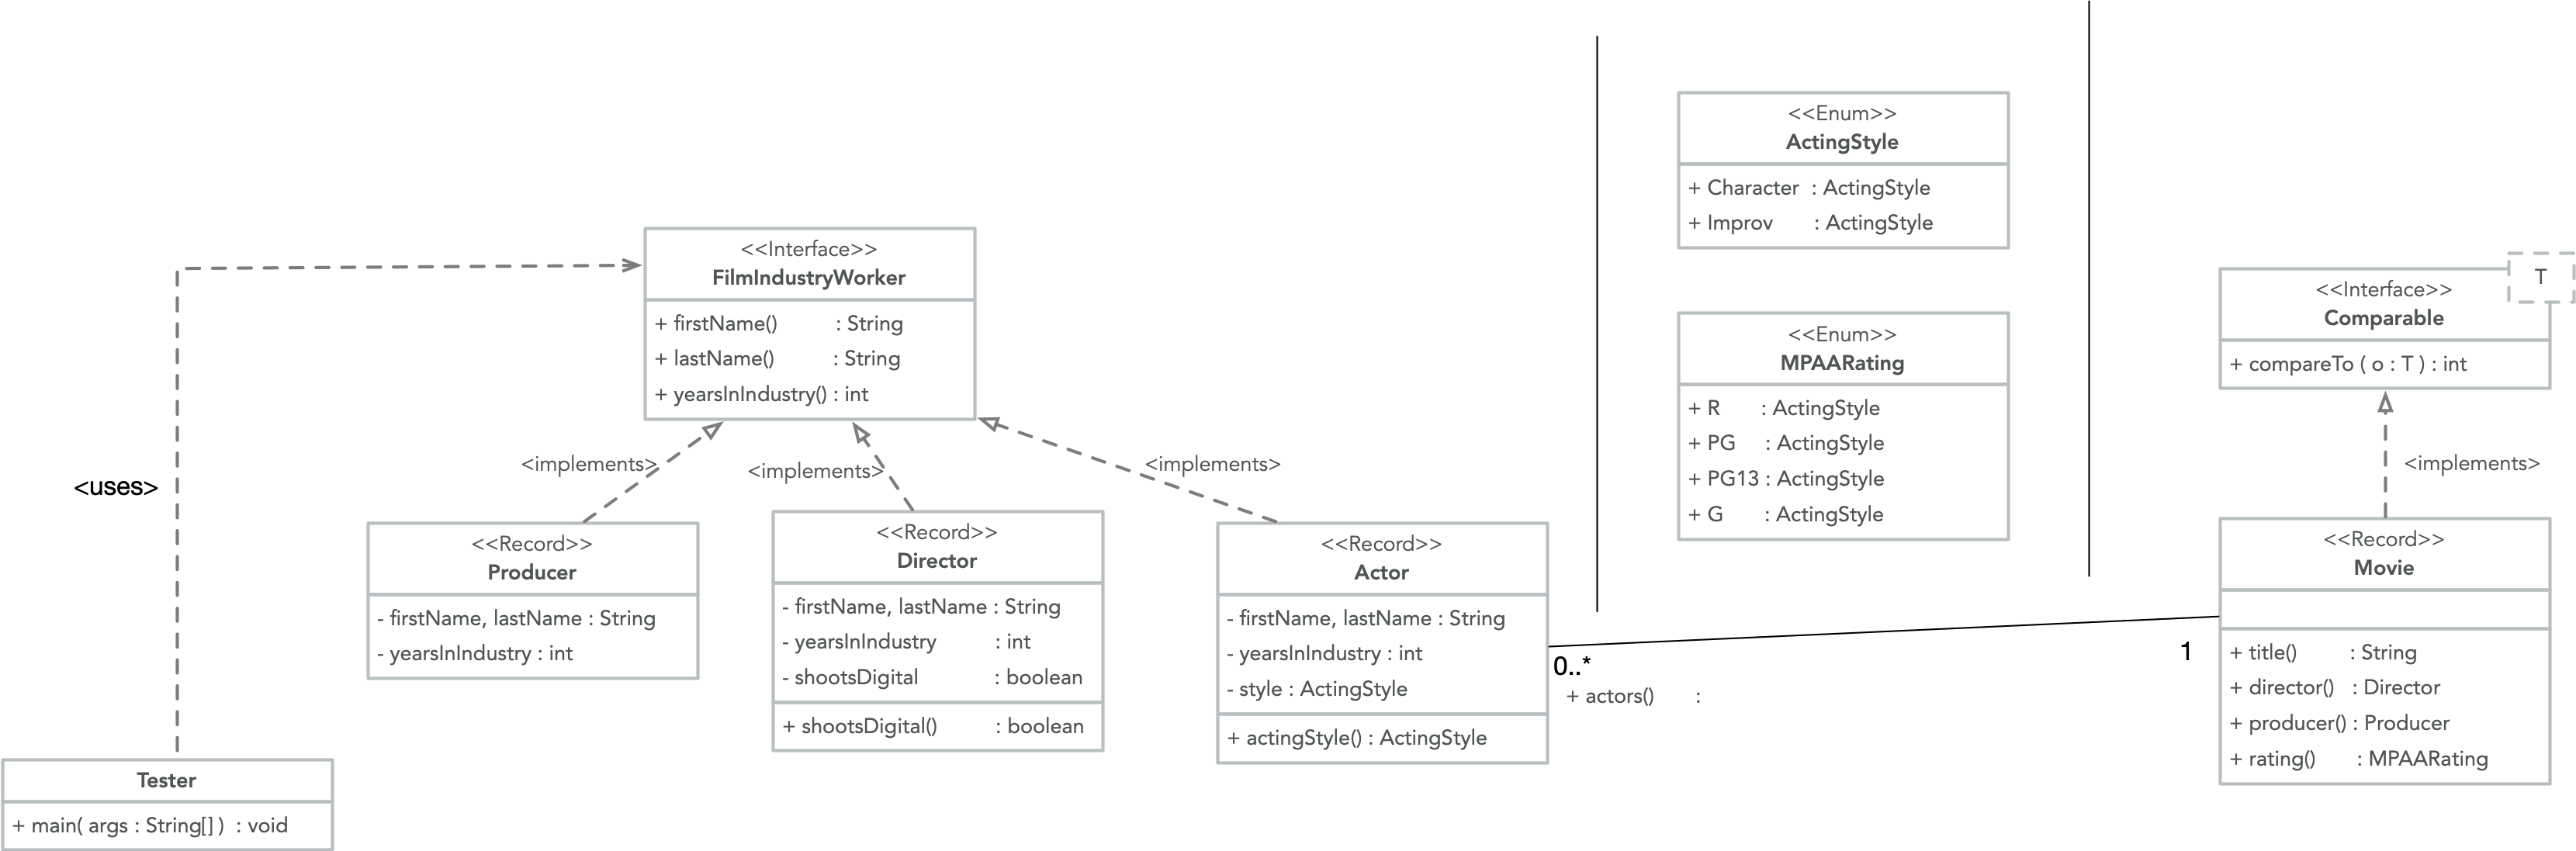 <<Interface>>
FilmIndustryWorker
+ firstName() : String
+ lastName() : String
+ yearsInIndustry() : int
<uses>
<implements>
<implements>
<implements>
<<Record>>
Producer
- firstName, lastName : String
- yearsInIndustry : int
<<Record>>
Director
- firstName, lastName : String
- yearsInIndustry : int
- shootsDigital : boolean
+ shootsDigital() : boolean
<<Record>>
Actor
- firstName, lastName : String
- yearsInIndustry : int
- style : ActingStyle
+ actingStyle() : ActingStyle
Tester
+ main( args : String[] ) : void
<<Enum>>
ActingStyle
+ Character : ActingStyle
+ Improv : ActingStyle
<<Enum>>
MPAARating
+ R : ActingStyle
+ PG : ActingStyle
+ PG13 : ActingStyle
+ G : ActingStyle
0..*
+ actors() :
1
T
<<Interface>>
Comparable
+ compareTo ( o : T ) : int
<implements>
<<Record>>
Movie
+ title() : String
+ director() : Director
+ producer() : Producer
+ rating() : MPAARating